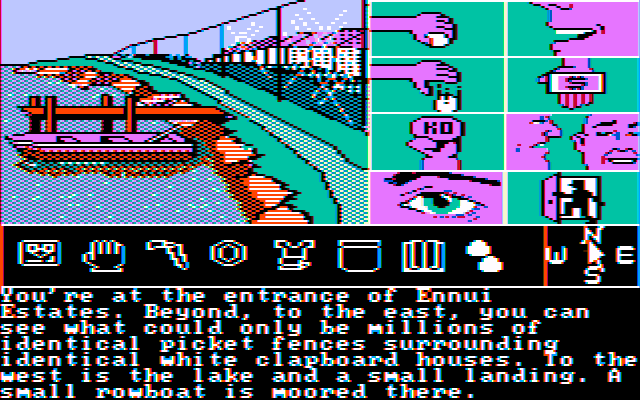 S
KO
N
W E
S
You're at the entrance of Ennui
Estates. Beyond, to the east, you can
see what could only be millions of
identical picket fences surrounding
identical white clapboard houses. To the
west is the lake and a small landing. A
small rowboat is moored there.